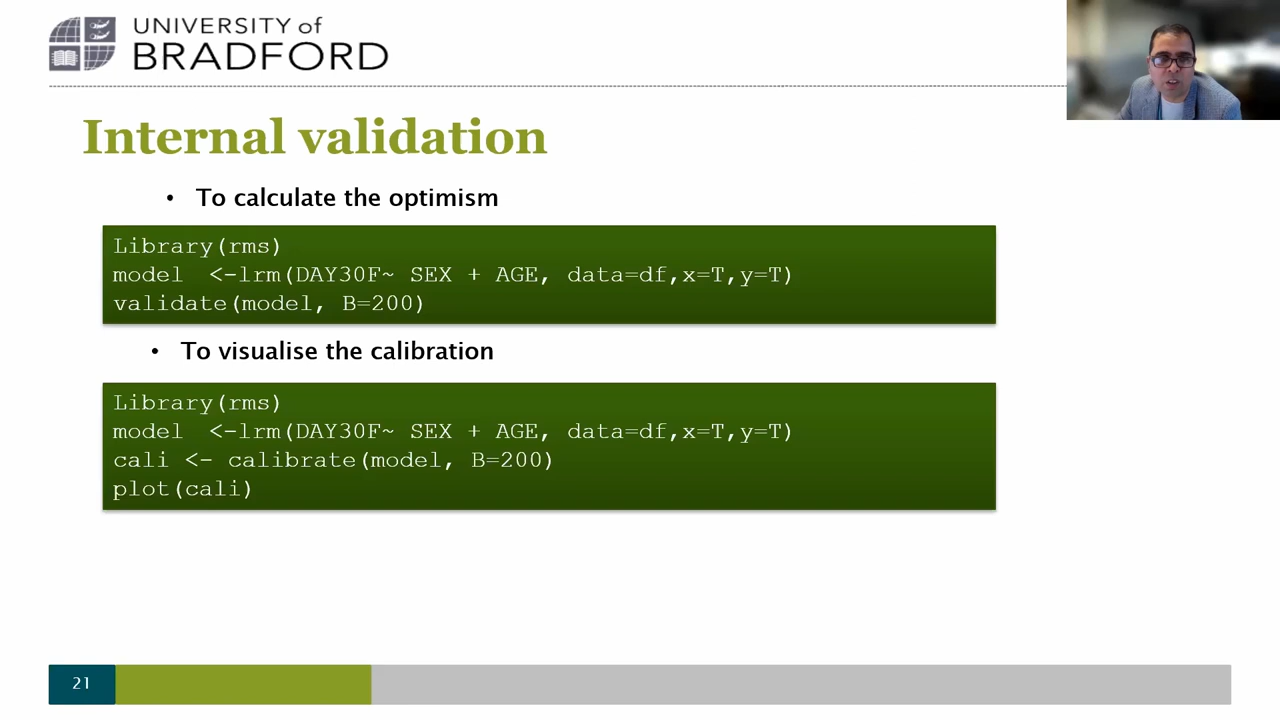 UNIVERSITY of
BRADFORD
Internal validation
• To calculate the optimism
Library(rms)
model <-lrm(DAY30F~ SEX + AGE, data=df,x=T,y=T)
validate(model, B=200)
• To visualise the calibration
Library(rms)
model <-lrm(DAY30F~ SEX + AGE, data=df,x=T,y=T)
cali <- calibrate(model, B=200)
plot(cali)
21